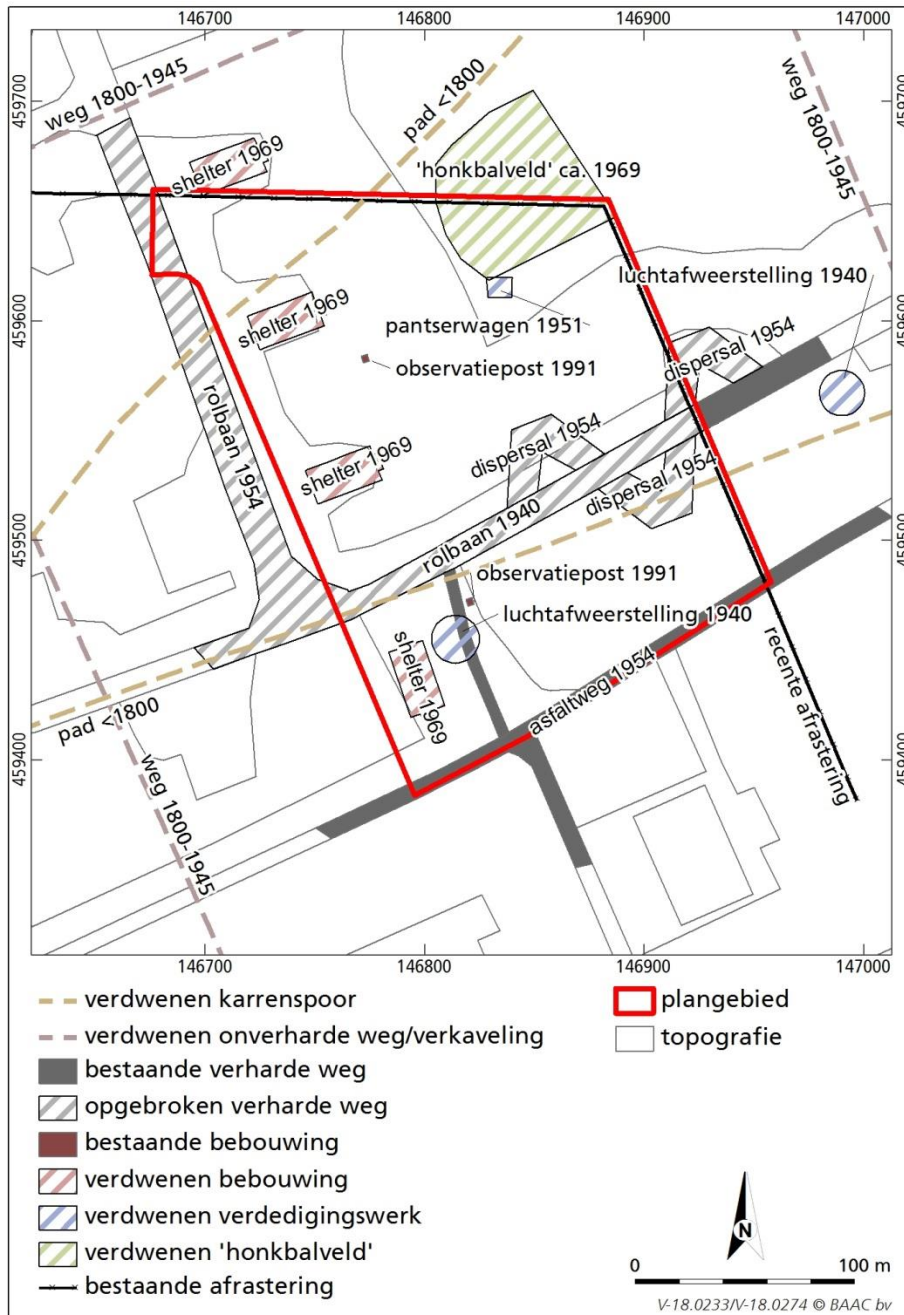 146700 146800 146900 147000
459700
459700
weg 1800-1945
pad <1800
weg 1800-1945
shelter 1969
'honkbalveld' ca. 1969
luchtafweerstelling 1940
459600
459600
shelter 1969
pantserwagen 1951
observatiepost 1991
dispersal 1954
rolbaan 1954
shelter 1969
dispersal 1954
dispersal 1954
rolbaan 1940
459500
459500
observatiepost 1991
luchtafweerstelling 1940
shelter 1969
asfaltweg 1954
recente afrastering
pad <1800
459400
459400
weg 1800-1945
146700 146800 146900 147000
verdwenen karrenspoor
verdwenen onverharde weg/verkaveling
bestaande verharde weg
opgebroken verharde weg
bestaande bebouwing
verdwenen bebouwing
verdwenen verdedigingswerk
verdwenen 'honkbalveld'
bestaande afrastering
plangebied
topografie
N
0 100 m
V-18.0233/V-18.0274 © BAAC bv